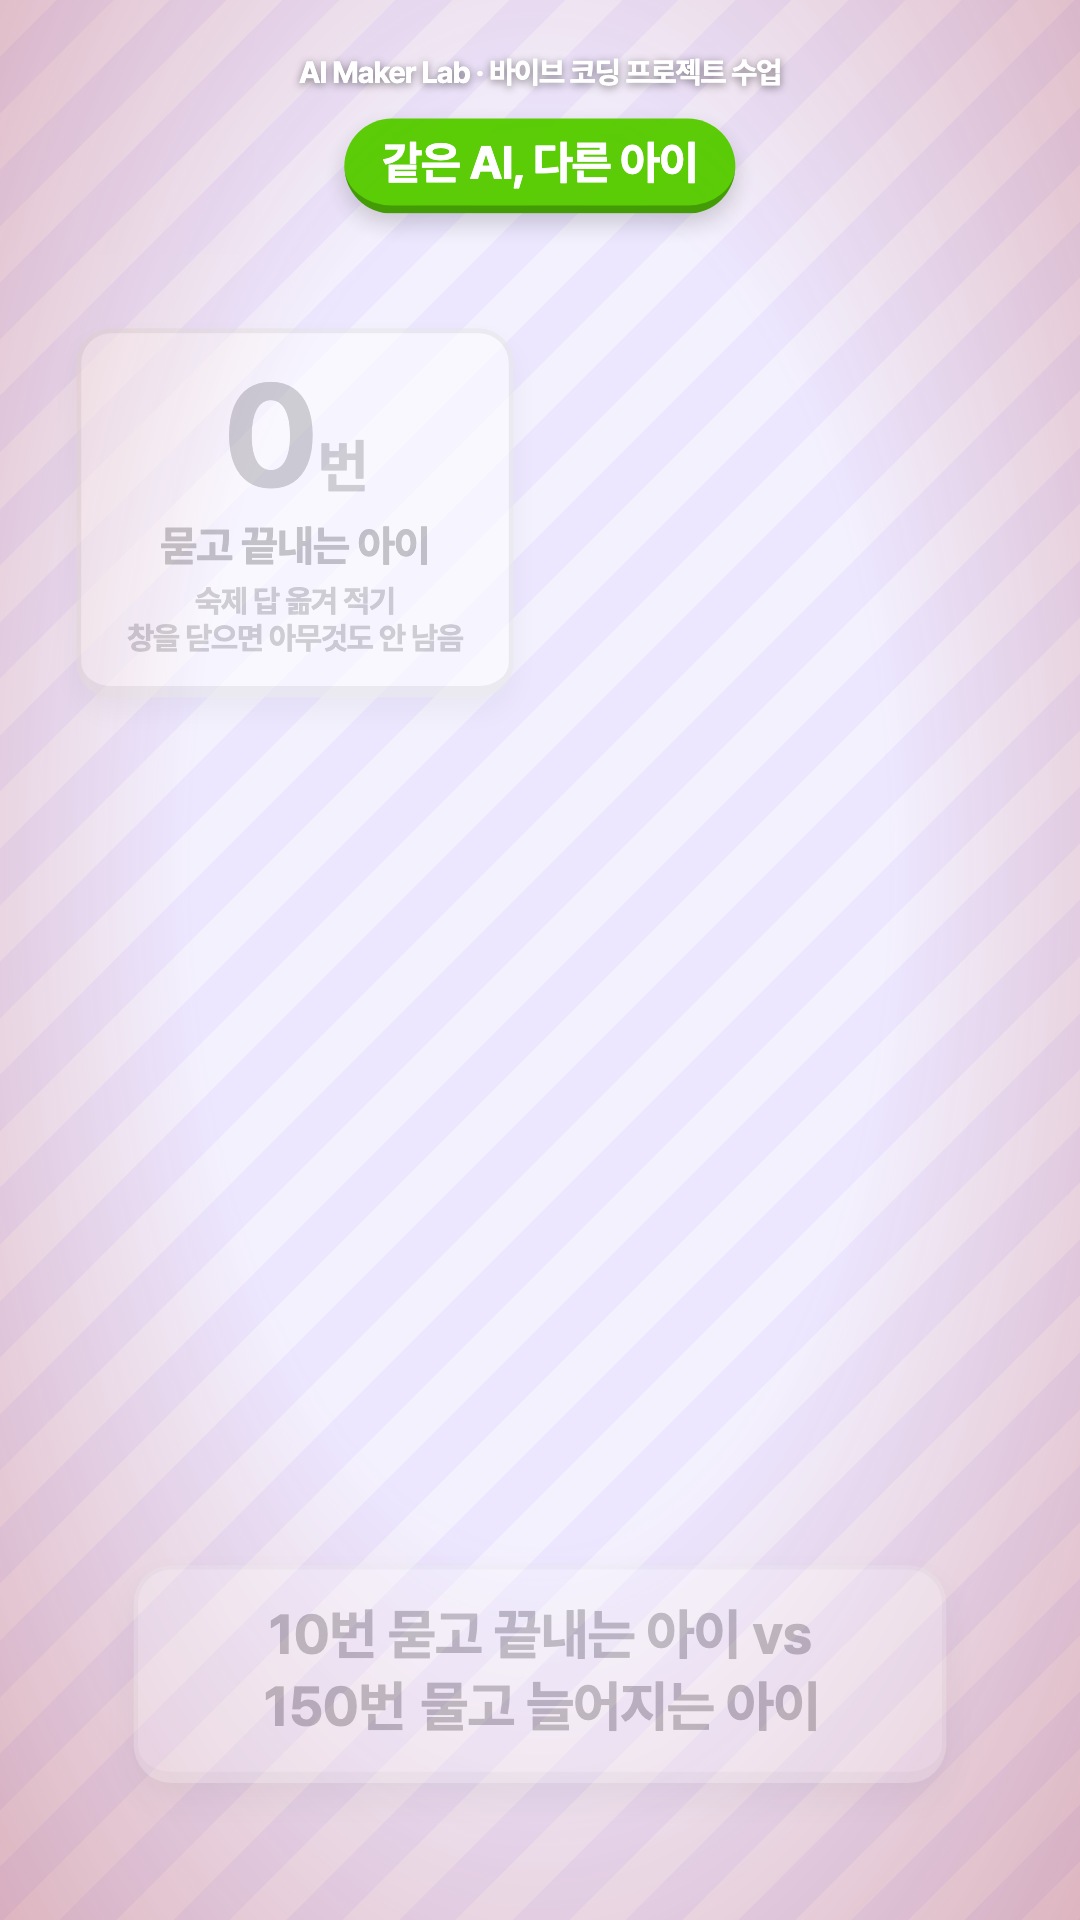 AI Maker Lab · 바이브 코딩 프로젝트 수업
같은 AI, 다른 아이
0번
묻고 끝내는 아이
숙제 답 옮겨 적기
창을 닫으면 아무것도 안 남음
10번 묻고 끝내는 아이 vs
150번 물고 늘어지는 아이